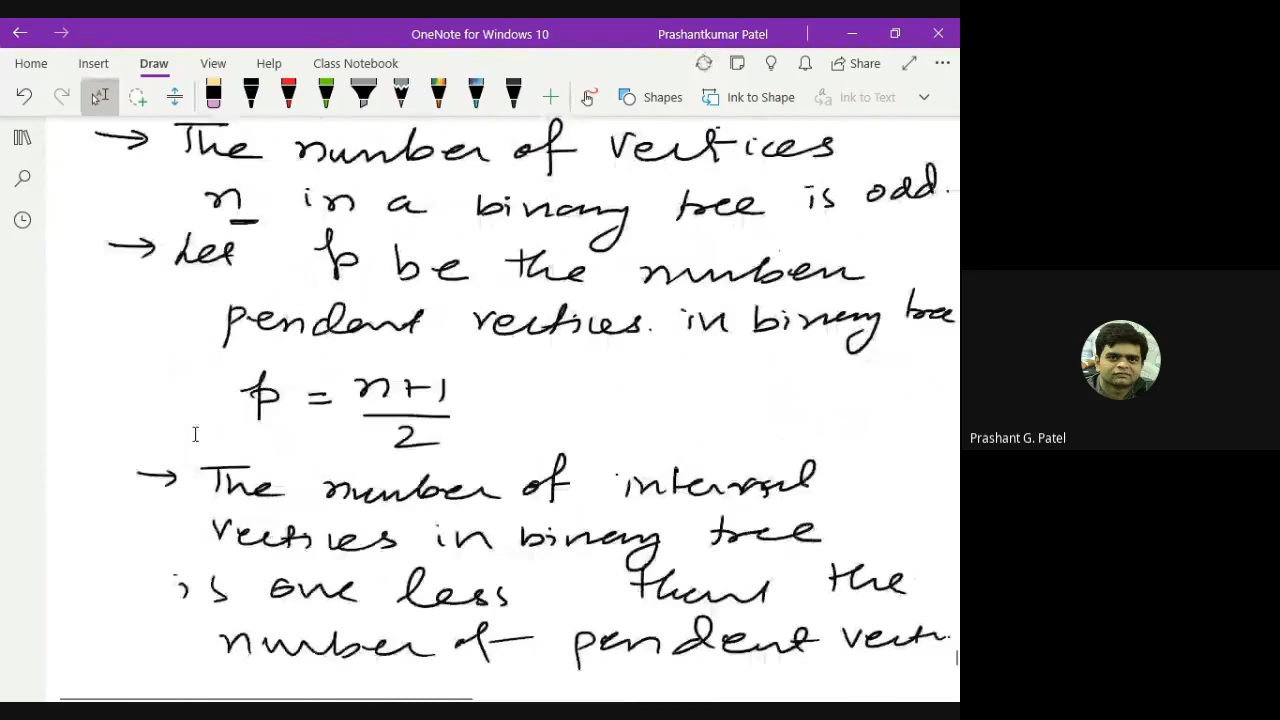 OneNote for Windows 10
Prashantkumar Patel
Home Insert Draw View Help Class Notebook
Share
Shapes Ink to Shape Ink to Text
→ The number of vertices
n in a binary tree is odd.
→ Let p be the number
pendent vertices. in binary tree
p = n+1
2
→ The number of internal
vertices in binary tree
is one less than the
number of pendent verti.
Prashant G. Patel